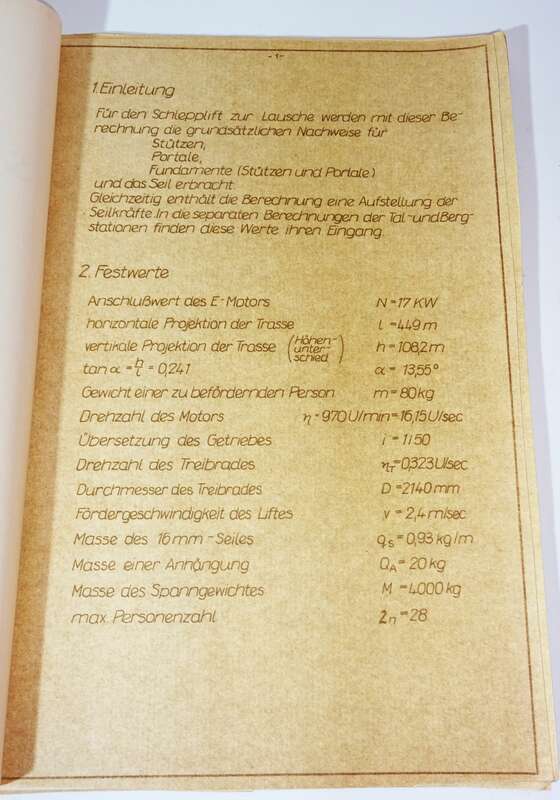 - 1 -
1. Einleitung
Für den Schlepplift zur Lausche werden mit dieser Be-
rechnung die grundsätzlichen Nachweise für
Stützen,
Portale,
Fundamente (Stützen und Portale)
und das Seil erbracht.
Gleichzeitig enthält die Berechnung eine Aufstellung der
Seilkräfte. In die separaten Berechnungen der Tal- und Berg-
stationen finden diese Werte ihren Eingang.
2. Festwerte
Anschlußwert des E-Motors N = 17 KW
horizontale Projektion der Trasse l = 449 m
vertikale Projektion der Trasse (Höhen-unter-schied) h = 108,2 m
tan α = h/l = 0,241 α = 13,55°
Gewicht einer zu befördernden Person m = 80 kg
Drehzahl des Motors η = 970 U/min = 16,15 U/sec
Übersetzung des Getriebes i = 1/50
Drehzahl des Treibrades η_T = 0,323 U/sec
Durchmesser des Treibrades D = 2140 mm
Fördergeschwindigkeit des Liftes v = 2,4 m/sec
Masse des 16 mm - Seiles q_S = 0,93 kg/m
Masse einer Anhängung Q_A = 20 kg
Masse des Spanngewichtes M = 4000 kg
max. Personenzahl 2n = 28